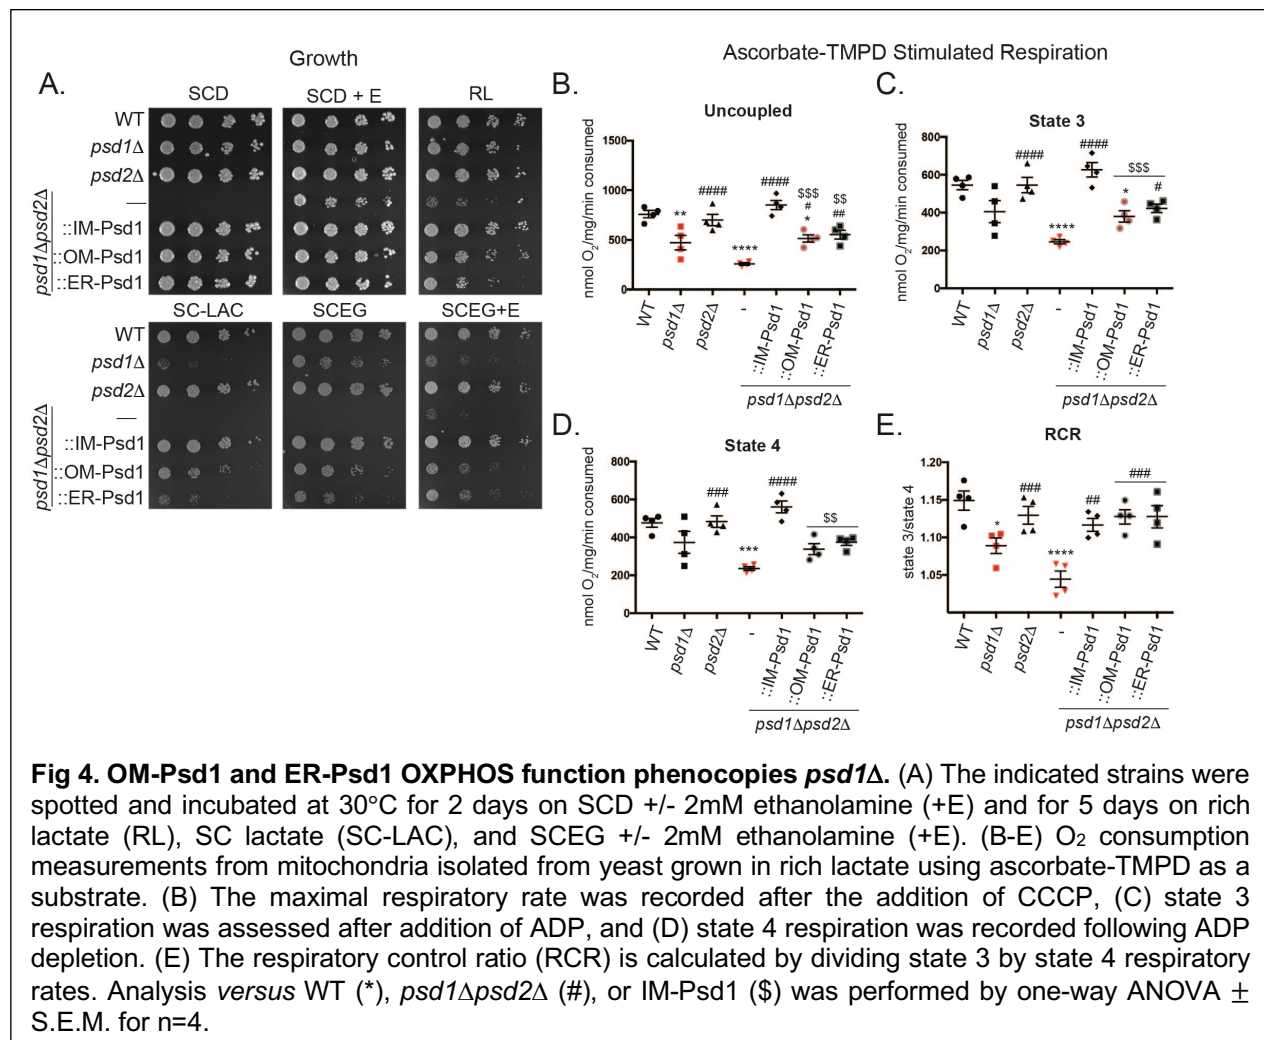 Growth
A.
SCD
SCD + E
RL
WT
psd1Δ
psd2Δ
psd1Δpsd2Δ
—
::IM-Psd1
::OM-Psd1
::ER-Psd1
SC-LAC
SCEG
SCEG+E
WT
psd1Δ
psd2Δ
psd1Δpsd2Δ
—
::IM-Psd1
::OM-Psd1
::ER-Psd1
Ascorbate-TMPD Stimulated Respiration
B.
Uncoupled
nmol O₂/mg/min consumed
1500
1000
500
0
**
####
****
####
$$$
#
*
$$
##
WT
psd1Δ
psd2Δ
-
::IM-Psd1
::OM-Psd1
::ER-Psd1
psd1Δpsd2Δ
C.
State 3
nmol O₂/mg/min consumed
800
600
400
200
0
####
****
####
$$$
*
#
WT
psd1Δ
psd2Δ
-
::IM-Psd1
::OM-Psd1
::ER-Psd1
psd1Δpsd2Δ
D.
State 4
nmol O₂/mg/min consumed
800
600
400
200
0
###
***
####
$$
WT
psd1Δ
psd2Δ
-
::IM-Psd1
::OM-Psd1
::ER-Psd1
psd1Δpsd2Δ
E.
RCR
state 3/state 4
1.20
1.15
1.10
1.05
*
###
****
##
###
WT
psd1Δ
psd2Δ
-
::IM-Psd1
::OM-Psd1
::ER-Psd1
psd1Δpsd2Δ
Fig 4. OM-Psd1 and ER-Psd1 OXPHOS function phenocopies psd1Δ. (A) The indicated strains were
spotted and incubated at 30°C for 2 days on SCD +/- 2mM ethanolamine (+E) and for 5 days on rich
lactate (RL), SC lactate (SC-LAC), and SCEG +/- 2mM ethanolamine (+E). (B-E) O₂ consumption
measurements from mitochondria isolated from yeast grown in rich lactate using ascorbate-TMPD as a
substrate. (B) The maximal respiratory rate was recorded after the addition of CCCP, (C) state 3
respiration was assessed after addition of ADP, and (D) state 4 respiration was recorded following ADP
depletion. (E) The respiratory control ratio (RCR) is calculated by dividing state 3 by state 4 respiratory
rates. Analysis versus WT (*), psd1Δpsd2Δ (#), or IM-Psd1 ($) was performed by one-way ANOVA ±
S.E.M. for n=4.